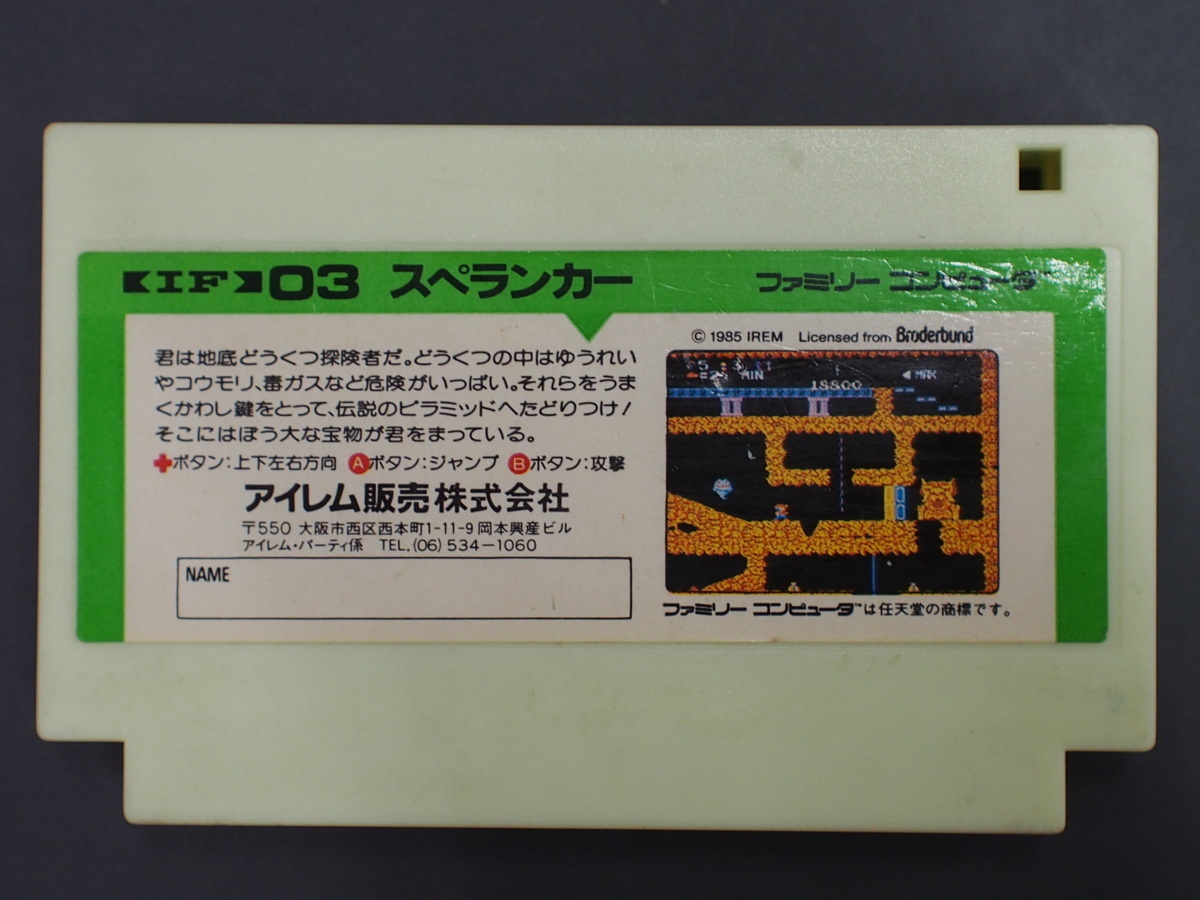 【IF】03 スペランカー ファミリー コンピュータ™
君は地底どうくつ探険者だ。どうくつの中はゆうれい
やコウモリ、毒ガスなど危険がいっぱい。それらをうま
くかわし鍵をとって、伝説のピラミッドへたどりつけ!
そこにはぼう大な宝物が君をまっている。
✚ボタン:上下左右方向 Ⓐボタン:ジャンプ Ⓑボタン:攻撃
アイレム販売株式会社
〒550 大阪市西区西本町1-11-9岡本興産ビル
アイレム・パーティ係 TEL.(06)534-1060
NAME
© 1985 IREM Licensed from Brøderbund
MIN
18800
◀ MAX
ファミリー コンピュータ™は任天堂の商標です。